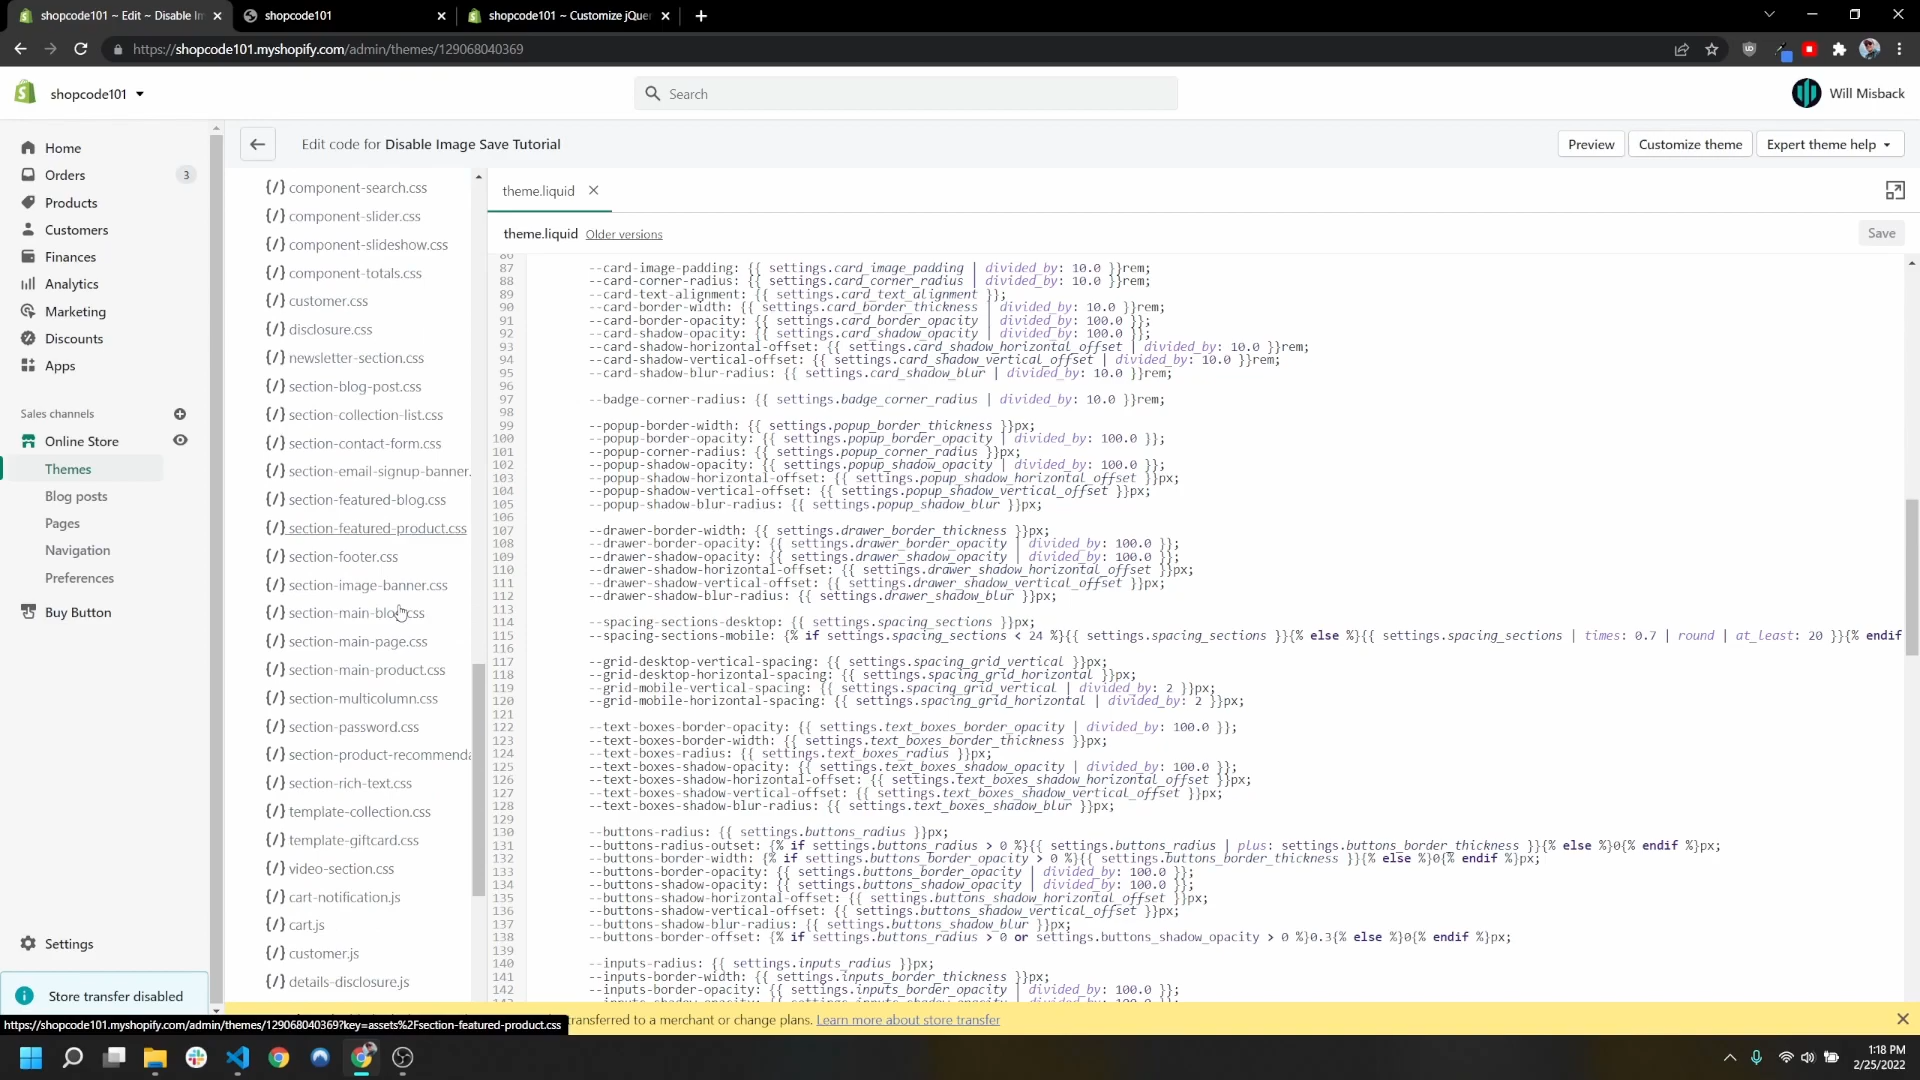 shopcode101 ~ Edit ~ Disable Im
shopcode101
shopcode101 ~ Customize jQuer
https://shopcode101.myshopify.com/admin/themes/129068040369
shopcode101
Search
Will Misback
Home
Orders 3
Products
Customers
Finances
Analytics
Marketing
Discounts
Apps
Sales channels
Online Store
Themes
Blog posts
Pages
Navigation
Preferences
Buy Button
Settings
Store transfer disabled
Edit code for Disable Image Save Tutorial
Preview
Customize theme
Expert theme help
{/} component-search.css
{/} component-slider.css
{/} component-slideshow.css
{/} component-totals.css
{/} customer.css
{/} disclosure.css
{/} newsletter-section.css
{/} section-blog-post.css
{/} section-collection-list.css
{/} section-contact-form.css
{/} section-email-signup-banner.
{/} section-featured-blog.css
{/} section-featured-product.css
{/} section-footer.css
{/} section-image-banner.css
{/} section-main-blog.css
{/} section-main-page.css
{/} section-main-product.css
{/} section-multicolumn.css
{/} section-password.css
{/} section-product-recommenda
{/} section-rich-text.css
{/} template-collection.css
{/} template-giftcard.css
{/} video-section.css
{/} cart-notification.js
{/} cart.js
{/} customer.js
{/} details-disclosure.js
theme.liquid
theme.liquid Older versions
Save
86
87 --card-image-padding: {{ settings.card_image_padding | divided_by: 10.0 }}rem;
88 --card-corner-radius: {{ settings.card_corner_radius | divided_by: 10.0 }}rem;
89 --card-text-alignment: {{ settings.card_text_alignment }};
90 --card-border-width: {{ settings.card_border_thickness | divided_by: 10.0 }}rem;
91 --card-border-opacity: {{ settings.card_border_opacity | divided_by: 100.0 }};
92 --card-shadow-opacity: {{ settings.card_shadow_opacity | divided_by: 100.0 }};
93 --card-shadow-horizontal-offset: {{ settings.card_shadow_horizontal_offset | divided_by: 10.0 }}rem;
94 --card-shadow-vertical-offset: {{ settings.card_shadow_vertical_offset | divided_by: 10.0 }}rem;
95 --card-shadow-blur-radius: {{ settings.card_shadow_blur | divided_by: 10.0 }}rem;
96
97 --badge-corner-radius: {{ settings.badge_corner_radius | divided_by: 10.0 }}rem;
98
99 --popup-border-width: {{ settings.popup_border_thickness }}px;
100 --popup-border-opacity: {{ settings.popup_border_opacity | divided_by: 100.0 }};
101 --popup-corner-radius: {{ settings.popup_corner_radius }}px;
102 --popup-shadow-opacity: {{ settings.popup_shadow_opacity | divided_by: 100.0 }};
103 --popup-shadow-horizontal-offset: {{ settings.popup_shadow_horizontal_offset }}px;
104 --popup-shadow-vertical-offset: {{ settings.popup_shadow_vertical_offset }}px;
105 --popup-shadow-blur-radius: {{ settings.popup_shadow_blur }}px;
106
107 --drawer-border-width: {{ settings.drawer_border_thickness }}px;
108 --drawer-border-opacity: {{ settings.drawer_border_opacity | divided_by: 100.0 }};
109 --drawer-shadow-opacity: {{ settings.drawer_shadow_opacity | divided_by: 100.0 }};
110 --drawer-shadow-horizontal-offset: {{ settings.drawer_shadow_horizontal_offset }}px;
111 --drawer-shadow-vertical-offset: {{ settings.drawer_shadow_vertical_offset }}px;
112 --drawer-shadow-blur-radius: {{ settings.drawer_shadow_blur }}px;
113
114 --spacing-sections-desktop: {{ settings.spacing_sections }}px;
115 --spacing-sections-mobile: {% if settings.spacing_sections < 24 %}{{ settings.spacing_sections }}{% else %}{{ settings.spacing_sections | times: 0.7 | round | at_least: 20 }}{% endif
116
117 --grid-desktop-vertical-spacing: {{ settings.spacing_grid_vertical }}px;
118 --grid-desktop-horizontal-spacing: {{ settings.spacing_grid_horizontal }}px;
119 --grid-mobile-vertical-spacing: {{ settings.spacing_grid_vertical | divided_by: 2 }}px;
120 --grid-mobile-horizontal-spacing: {{ settings.spacing_grid_horizontal | divided_by: 2 }}px;
121
122 --text-boxes-border-opacity: {{ settings.text_boxes_border_opacity | divided_by: 100.0 }};
123 --text-boxes-border-width: {{ settings.text_boxes_border_thickness }}px;
124 --text-boxes-radius: {{ settings.text_boxes_radius }}px;
125 --text-boxes-shadow-opacity: {{ settings.text_boxes_shadow_opacity | divided_by: 100.0 }};
126 --text-boxes-shadow-horizontal-offset: {{ settings.text_boxes_shadow_horizontal_offset }}px;
127 --text-boxes-shadow-vertical-offset: {{ settings.text_boxes_shadow_vertical_offset }}px;
128 --text-boxes-shadow-blur-radius: {{ settings.text_boxes_shadow_blur }}px;
129
130 --buttons-radius: {{ settings.buttons_radius }}px;
131 --buttons-radius-outset: {% if settings.buttons_radius > 0 %}{{ settings.buttons_radius | plus: settings.buttons_border_thickness }}{% else %}0{% endif %}px;
132 --buttons-border-width: {% if settings.buttons_border_opacity > 0 %}{{ settings.buttons_border_thickness }}{% else %}0{% endif %}px;
133 --buttons-border-opacity: {{ settings.buttons_border_opacity | divided_by: 100.0 }};
134 --buttons-shadow-opacity: {{ settings.buttons_shadow_opacity | divided_by: 100.0 }};
135 --buttons-shadow-horizontal-offset: {{ settings.buttons_shadow_horizontal_offset }}px;
136 --buttons-shadow-vertical-offset: {{ settings.buttons_shadow_vertical_offset }}px;
137 --buttons-shadow-blur-radius: {{ settings.buttons_shadow_blur }}px;
138 --buttons-border-offset: {% if settings.buttons_radius > 0 or settings.buttons_shadow_opacity > 0 %}0.3{% else %}0{% endif %}px;
139
140 --inputs-radius: {{ settings.inputs_radius }}px;
141 --inputs-border-width: {{ settings.inputs_border_thickness }}px;
142 --inputs-border-opacity: {{ settings.inputs_border_opacity | divided_by: 100.0 }};
https://shopcode101.myshopify.com/admin/themes/129068040369?key=assets%2Fsection-featured-product.css
transferred to a merchant or change plans. Learn more about store transfer
1:18 PM
2/25/2022